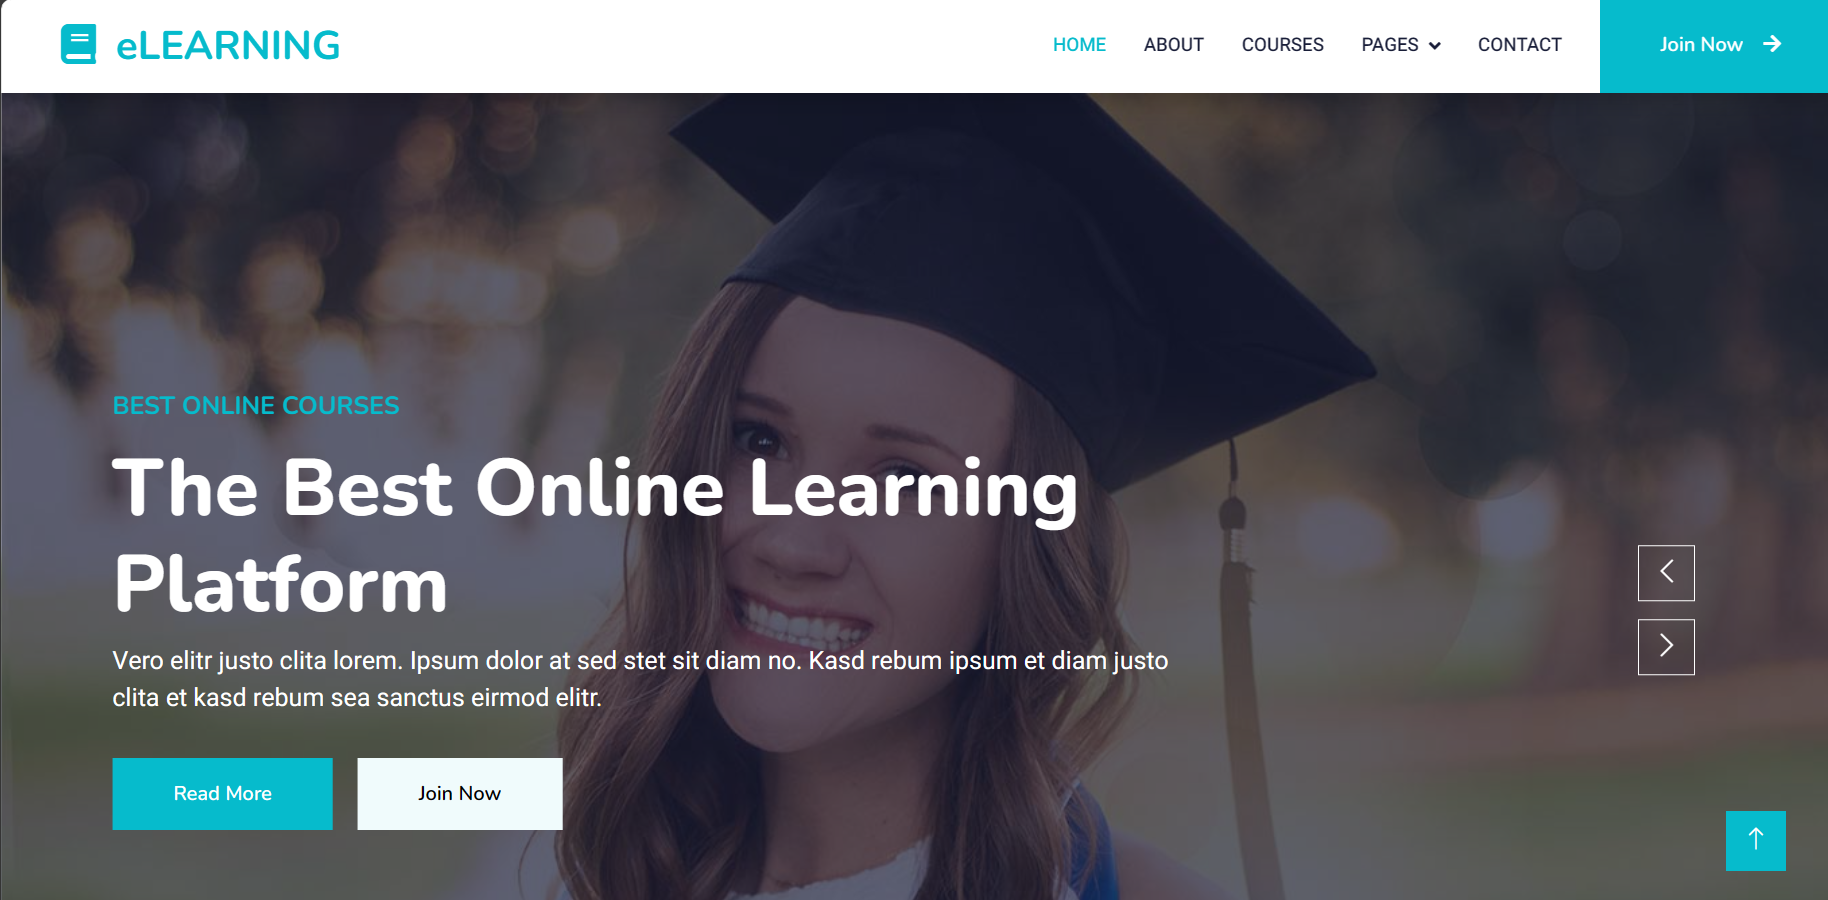 eLEARNING
HOME ABOUT COURSES PAGES CONTACT Join Now
BEST ONLINE COURSES
The Best Online Learning
Platform
Vero elitr justo clita lorem. Ipsum dolor at sed stet sit diam no. Kasd rebum ipsum et diam justo
clita et kasd rebum sea sanctus eirmod elitr.
Read More Join Now